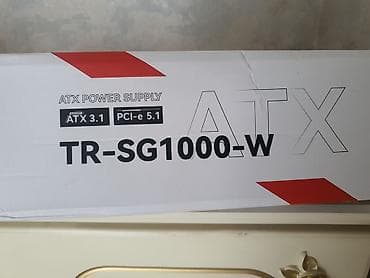 ATX POWER SUPPLY
ATX 3.1 PCI-e 5.1
ATX
TR-SG1000-W